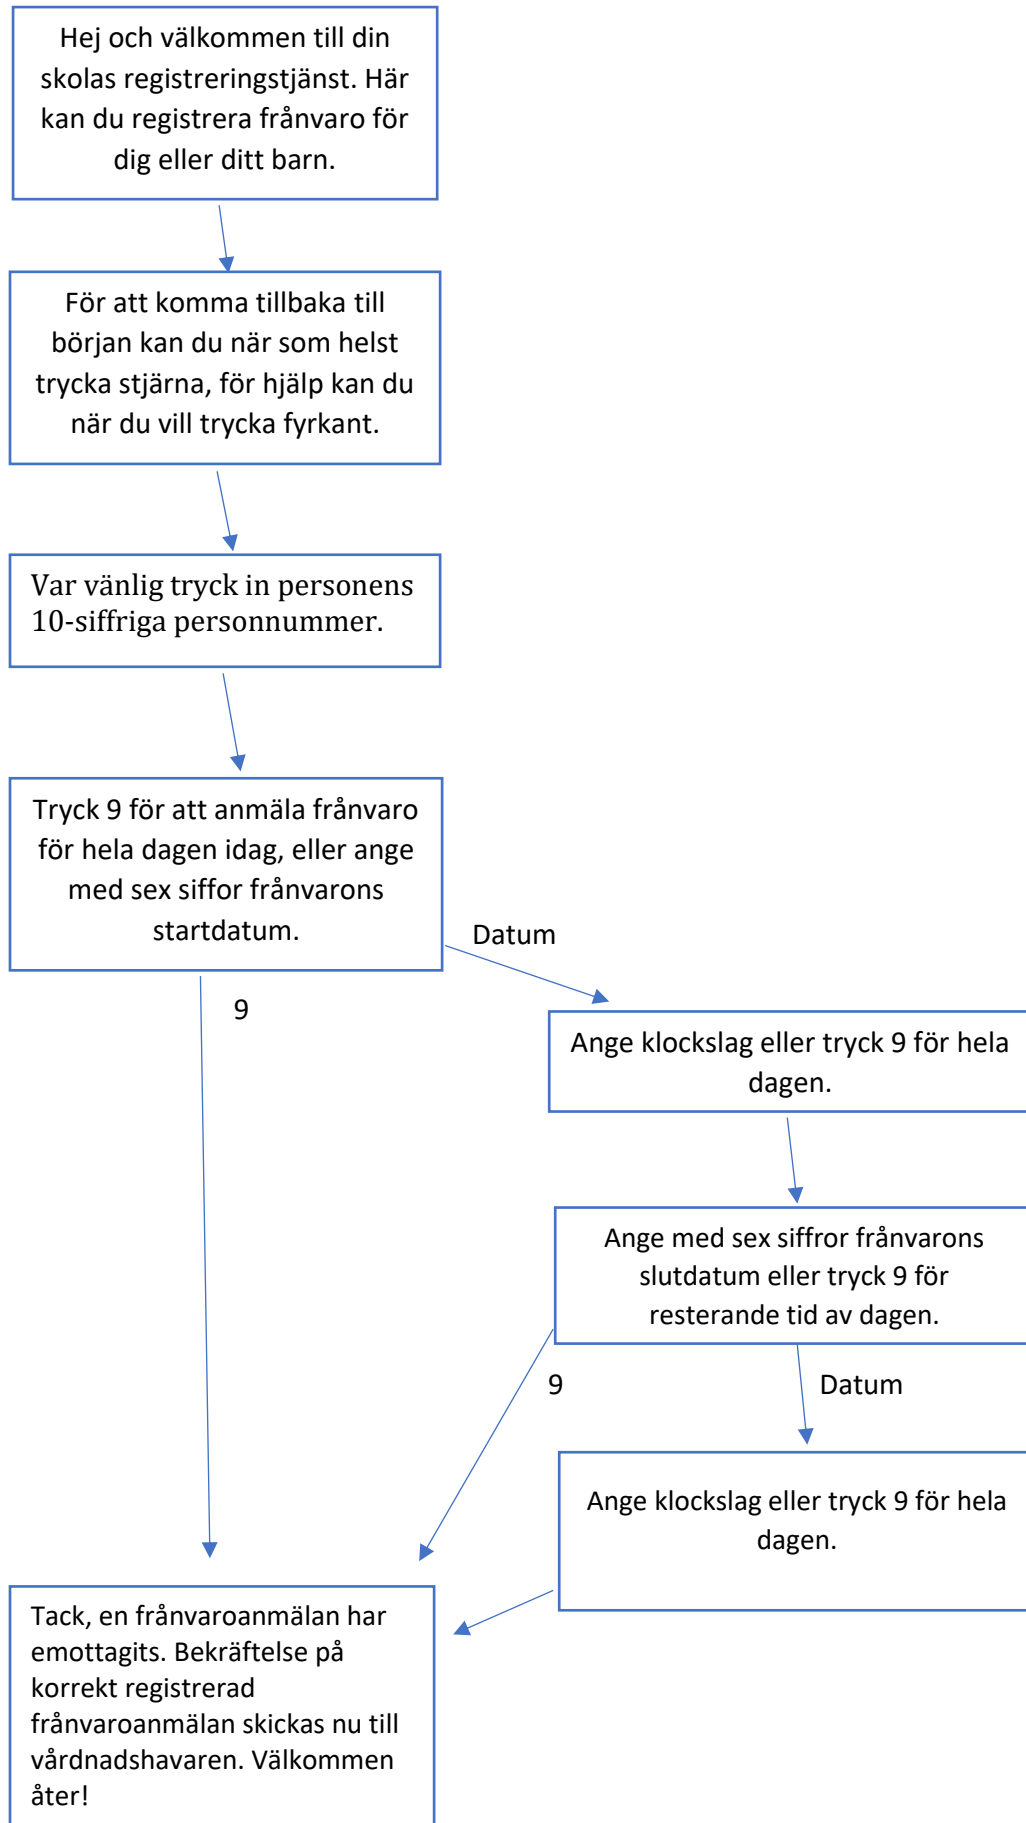 Hej och välkommen till din
skolas registreringstjänst. Här
kan du registrera frånvaro för
dig eller ditt barn.
För att komma tillbaka till
början kan du när som helst
trycka stjärna, för hjälp kan du
när du vill trycka fyrkant.
Var vänlig tryck in personens
10-siffriga personnummer.
Tryck 9 för att anmäla frånvaro
för hela dagen idag, eller ange
med sex siffor frånvarons
startdatum.
Datum
9
Ange klockslag eller tryck 9 för hela
dagen.
Ange med sex siffror frånvarons
slutdatum eller tryck 9 för
resterande tid av dagen.
9
Datum
Ange klockslag eller tryck 9 för hela
dagen.
Tack, en frånvaroanmälan har
emottagits. Bekräftelse på
korrekt registrerad
frånvaroanmälan skickas nu till
vårdnadshavaren. Välkommen
åter!